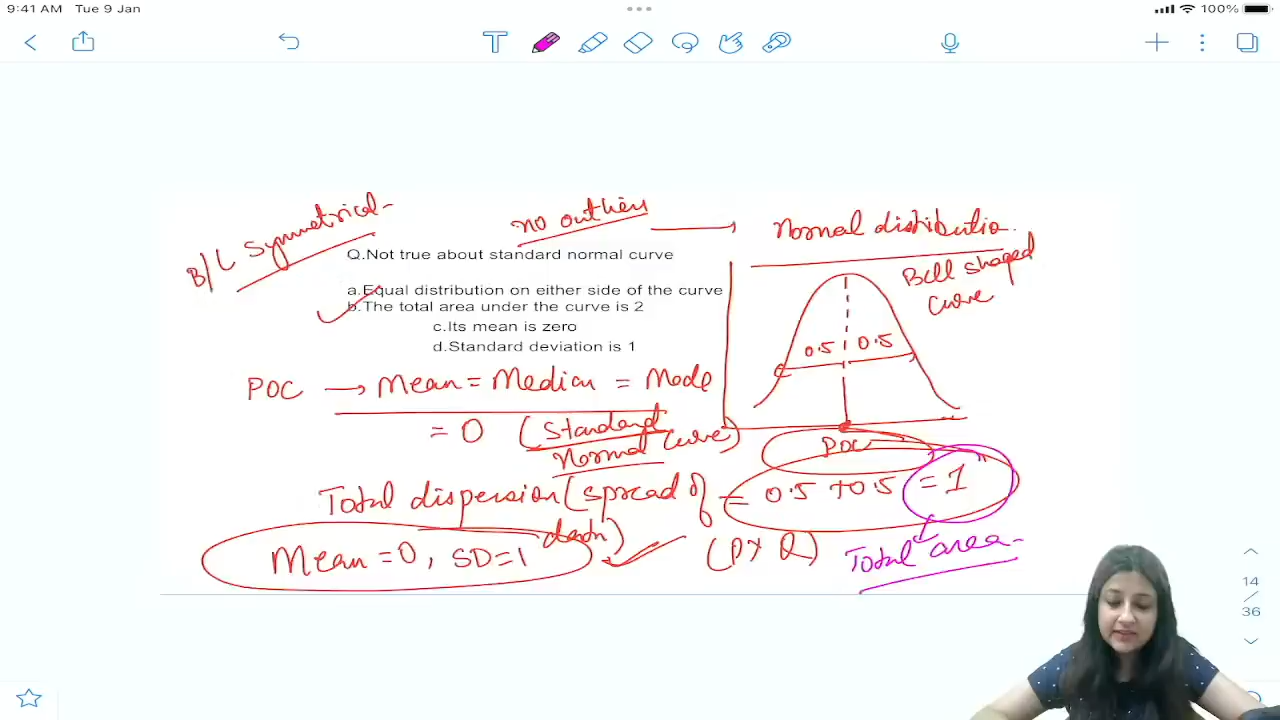 9:41 AM Tue 9 Jan
100%
T
B/L Symmetrical-
no outliers
Normal distribution.
Bell shaped
curve
Q.Not true about standard normal curve
a.Equal distribution on either side of the curve
b.The total area under the curve is 2
c.Its mean is zero
d.Standard deviation is 1
0.5 0.5
POC → Mean = Median = Mode
= 0 (Standard
Normal Curve)
POC
Total dispersion (spread of = 0.5 + 0.5 = 1
data)
Mean = 0, SD = 1
Total area-
14
36